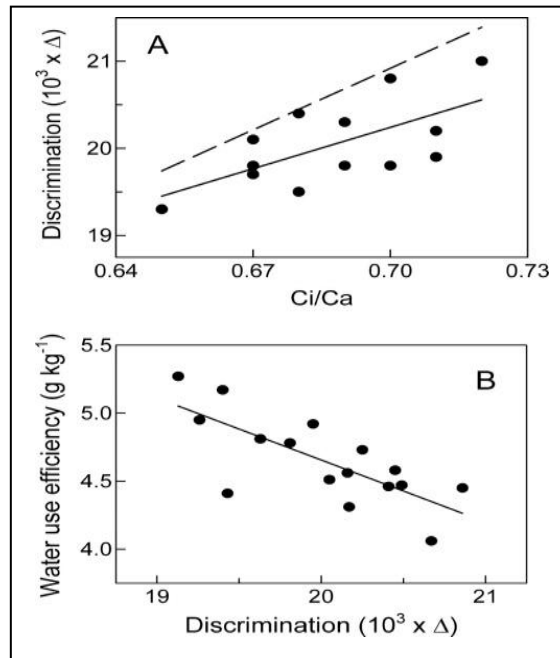 A
Discrimination (10³ x Δ)
21
20
19
0.64 0.67 0.70 0.73
Ci/Ca
B
Water use efficiency (g kg⁻¹)
5.5
5.0
4.5
4.0
19 20 21
Discrimination (10³ x Δ)